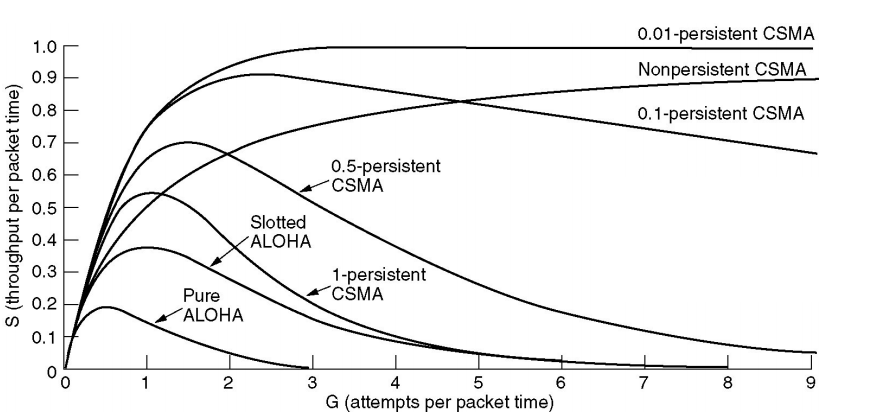 0.01-persistent CSMA
Nonpersistent CSMA
0.1-persistent CSMA
0.5-persistent
CSMA
Slotted
ALOHA
1-persistent
CSMA
Pure
ALOHA
S (throughput per packet time)
1.0
0.9
0.8
0.7
0.6
0.5
0.4
0.3
0.2
0.1
0
0 1 2 3 4 5 6 7 8 9
G (attempts per packet time)